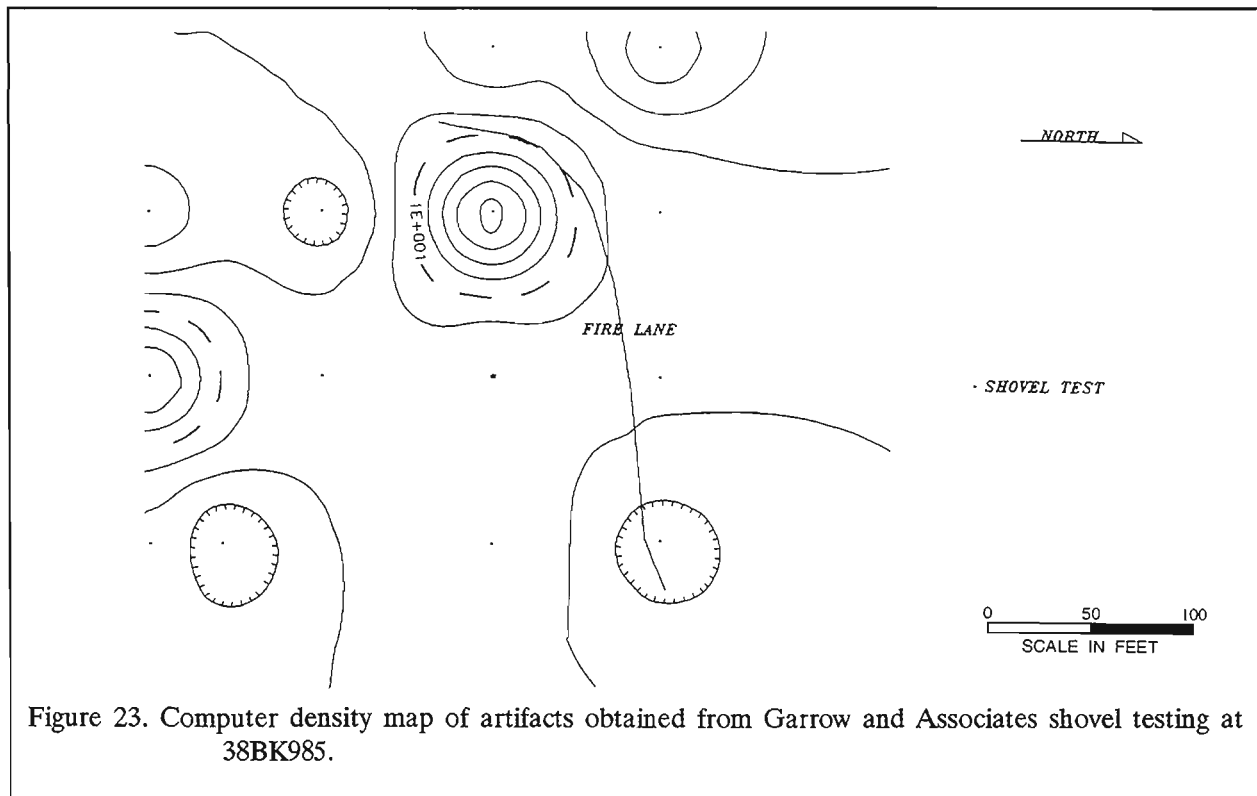 NORTH
1E+001
FIRE LANE
SHOVEL TEST
0 50 100
SCALE IN FEET
Figure 23. Computer density map of artifacts obtained from Garrow and Associates shovel testing at
38BK985.